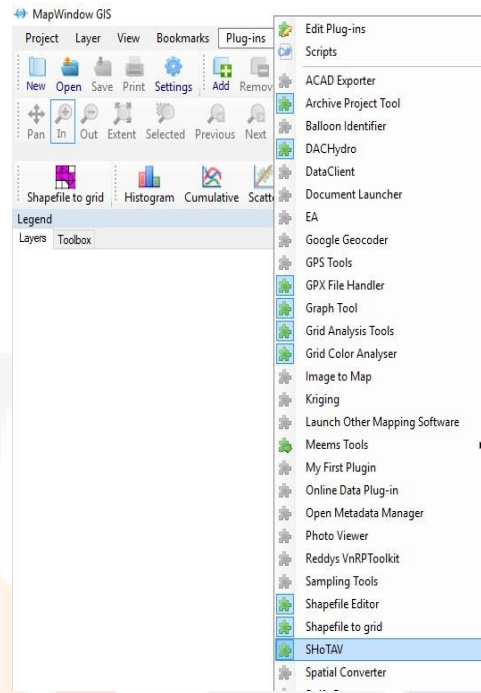 MapWindow GIS
Project Layer View Bookmarks Plug-ins
New Open Save Print Settings Add Remov
Pan In Out Extent Selected Previous Next
Shapefile to grid Histogram Cumulative Scatt
Legend
Layers Toolbox
Edit Plug-ins
Scripts
ACAD Exporter
Archive Project Tool
Balloon Identifier
DACHydro
DataClient
Document Launcher
EA
Google Geocoder
GPS Tools
GPX File Handler
Graph Tool
Grid Analysis Tools
Grid Color Analyser
Image to Map
Kriging
Launch Other Mapping Software
Meems Tools
My First Plugin
Online Data Plug-in
Open Metadata Manager
Photo Viewer
Reddys VnRPToolkit
Sampling Tools
Shapefile Editor
Shapefile to grid
SHoTAV
Spatial Converter